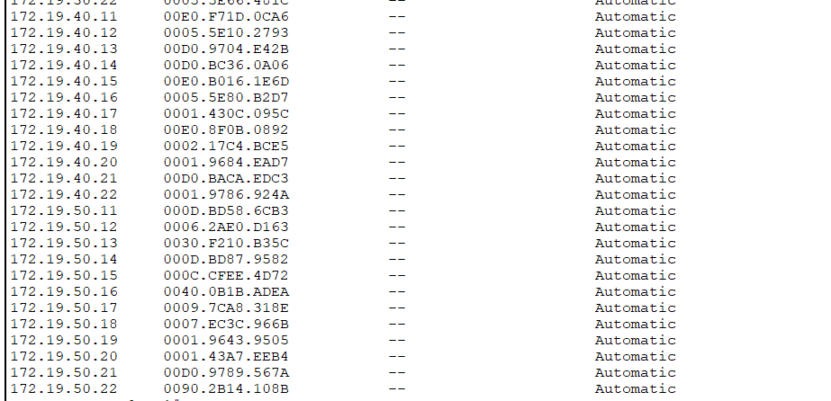 172.19.30.22     0005.5E66.481C          --                     Automatic
172.19.40.11     00E0.F71D.0CA6          --                     Automatic
172.19.40.12     0005.5E10.2793          --                     Automatic
172.19.40.13     00D0.9704.E42B          --                     Automatic
172.19.40.14     00D0.BC36.0A06          --                     Automatic
172.19.40.15     00E0.B016.1E6D          --                     Automatic
172.19.40.16     0005.5E80.B2D7          --                     Automatic
172.19.40.17     0001.430C.095C          --                     Automatic
172.19.40.18     00E0.8F0B.0892          --                     Automatic
172.19.40.19     0002.17C4.BCE5          --                     Automatic
172.19.40.20     0001.9684.EAD7          --                     Automatic
172.19.40.21     00D0.BACA.EDC3          --                     Automatic
172.19.40.22     0001.9786.924A          --                     Automatic
172.19.50.11     000D.BD58.6CB3          --                     Automatic
172.19.50.12     0006.2AE0.D163          --                     Automatic
172.19.50.13     0030.F210.B35C          --                     Automatic
172.19.50.14     000D.BD87.9582          --                     Automatic
172.19.50.15     000C.CFEE.4D72          --                     Automatic
172.19.50.16     0040.0B1B.ADEA          --                     Automatic
172.19.50.17     0009.7CA8.318E          --                     Automatic
172.19.50.18     0007.EC3C.966B          --                     Automatic
172.19.50.19     0001.9643.9505          --                     Automatic
172.19.50.20     0001.43A7.EEB4          --                     Automatic
172.19.50.21     00D0.9789.567A          --                     Automatic
172.19.50.22     0090.2B14.108B          --                     Automatic